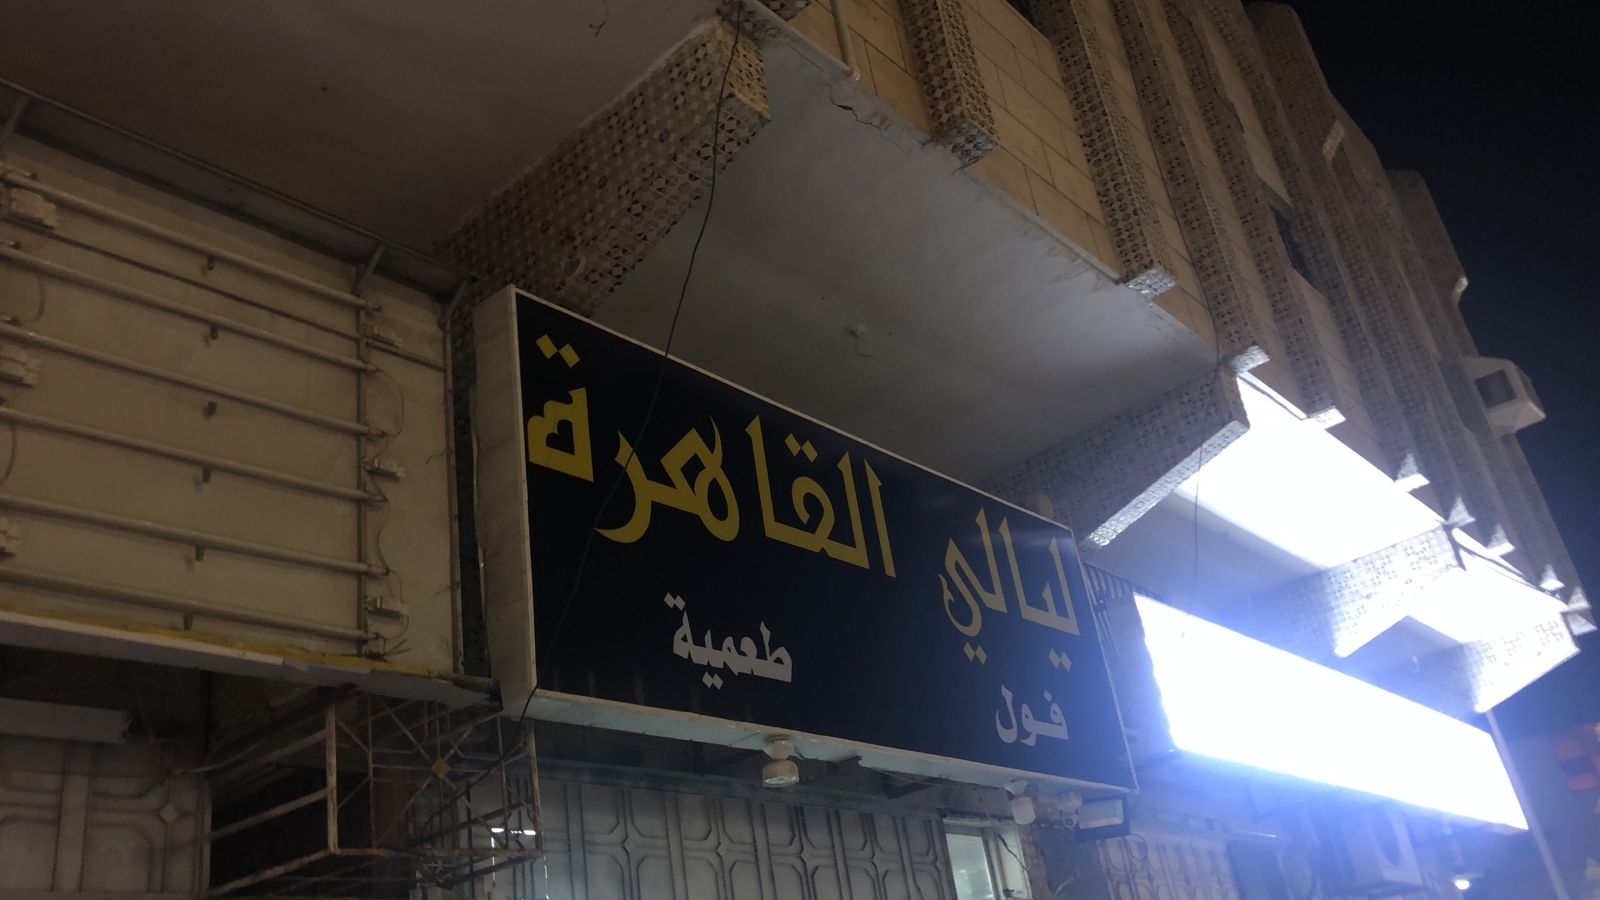 ليالي القاهرة
فول طعمية